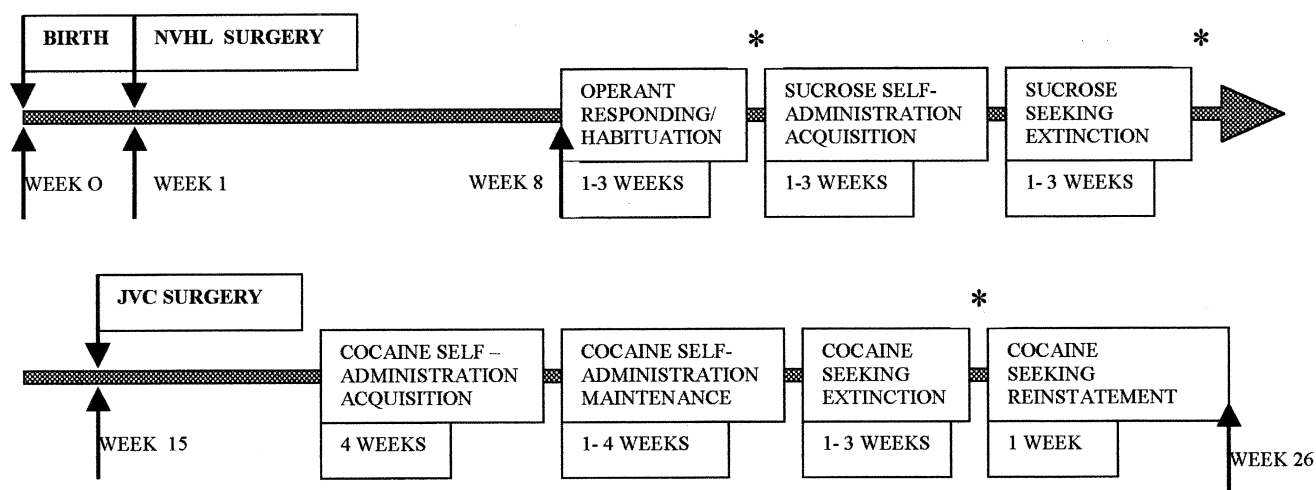 BIRTH
NVHL SURGERY
*
*
OPERANT
RESPONDING/
HABITUATION
SUCROSE SELF-
ADMINISTRATION
ACQUISITION
SUCROSE
SEEKING
EXTINCTION
WEEK O
WEEK 1
WEEK 8
1-3 WEEKS
1-3 WEEKS
1- 3 WEEKS
JVC SURGERY
*
COCAINE SELF –
ADMINISTRATION
ACQUISITION
COCAINE SELF-
ADMINISTRATION
MAINTENANCE
COCAINE
SEEKING
EXTINCTION
COCAINE
SEEKING
REINSTATEMENT
WEEK 15
4 WEEKS
1- 4 WEEKS
1- 3 WEEKS
1 WEEK
WEEK 26